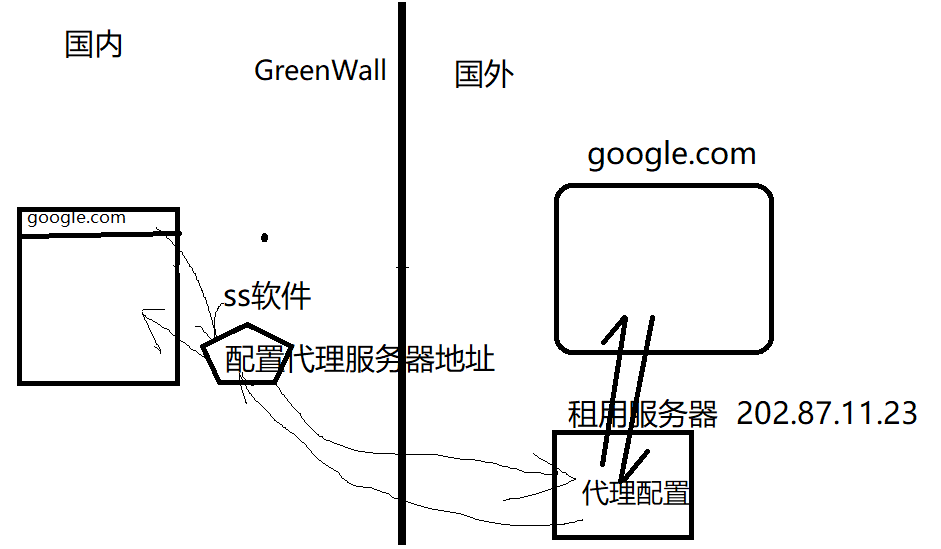 国内
GreenWall
国外
google.com
google.com
ss软件
配置代理服务器地址
租用服务器 202.87.11.23
代理配置